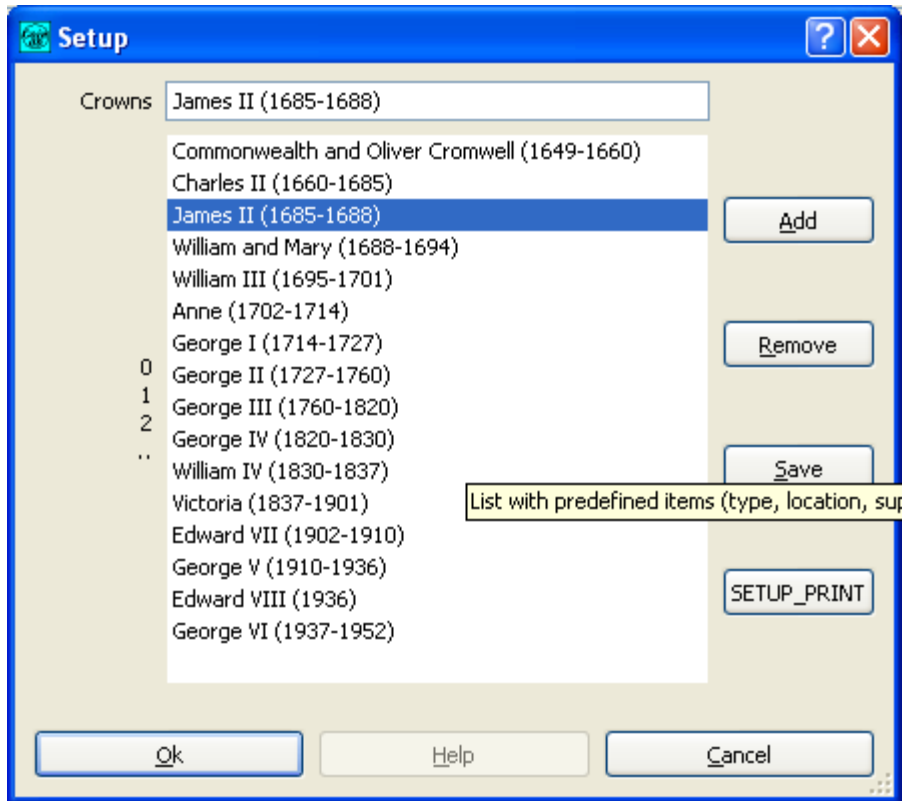 Setup
Crowns James II (1685-1688)
Commonwealth and Oliver Cromwell (1649-1660)
Charles II (1660-1685)
James II (1685-1688)
William and Mary (1688-1694)
William III (1695-1701)
Anne (1702-1714)
George I (1714-1727)
George II (1727-1760)
George III (1760-1820)
George IV (1820-1830)
William IV (1830-1837)
Victoria (1837-1901)
Edward VII (1902-1910)
George V (1910-1936)
Edward VIII (1936)
George VI (1937-1952)
0
1
2
..
Add
Remove
Save
List with predefined items (type, location, sup
SETUP_PRINT
Ok Help Cancel